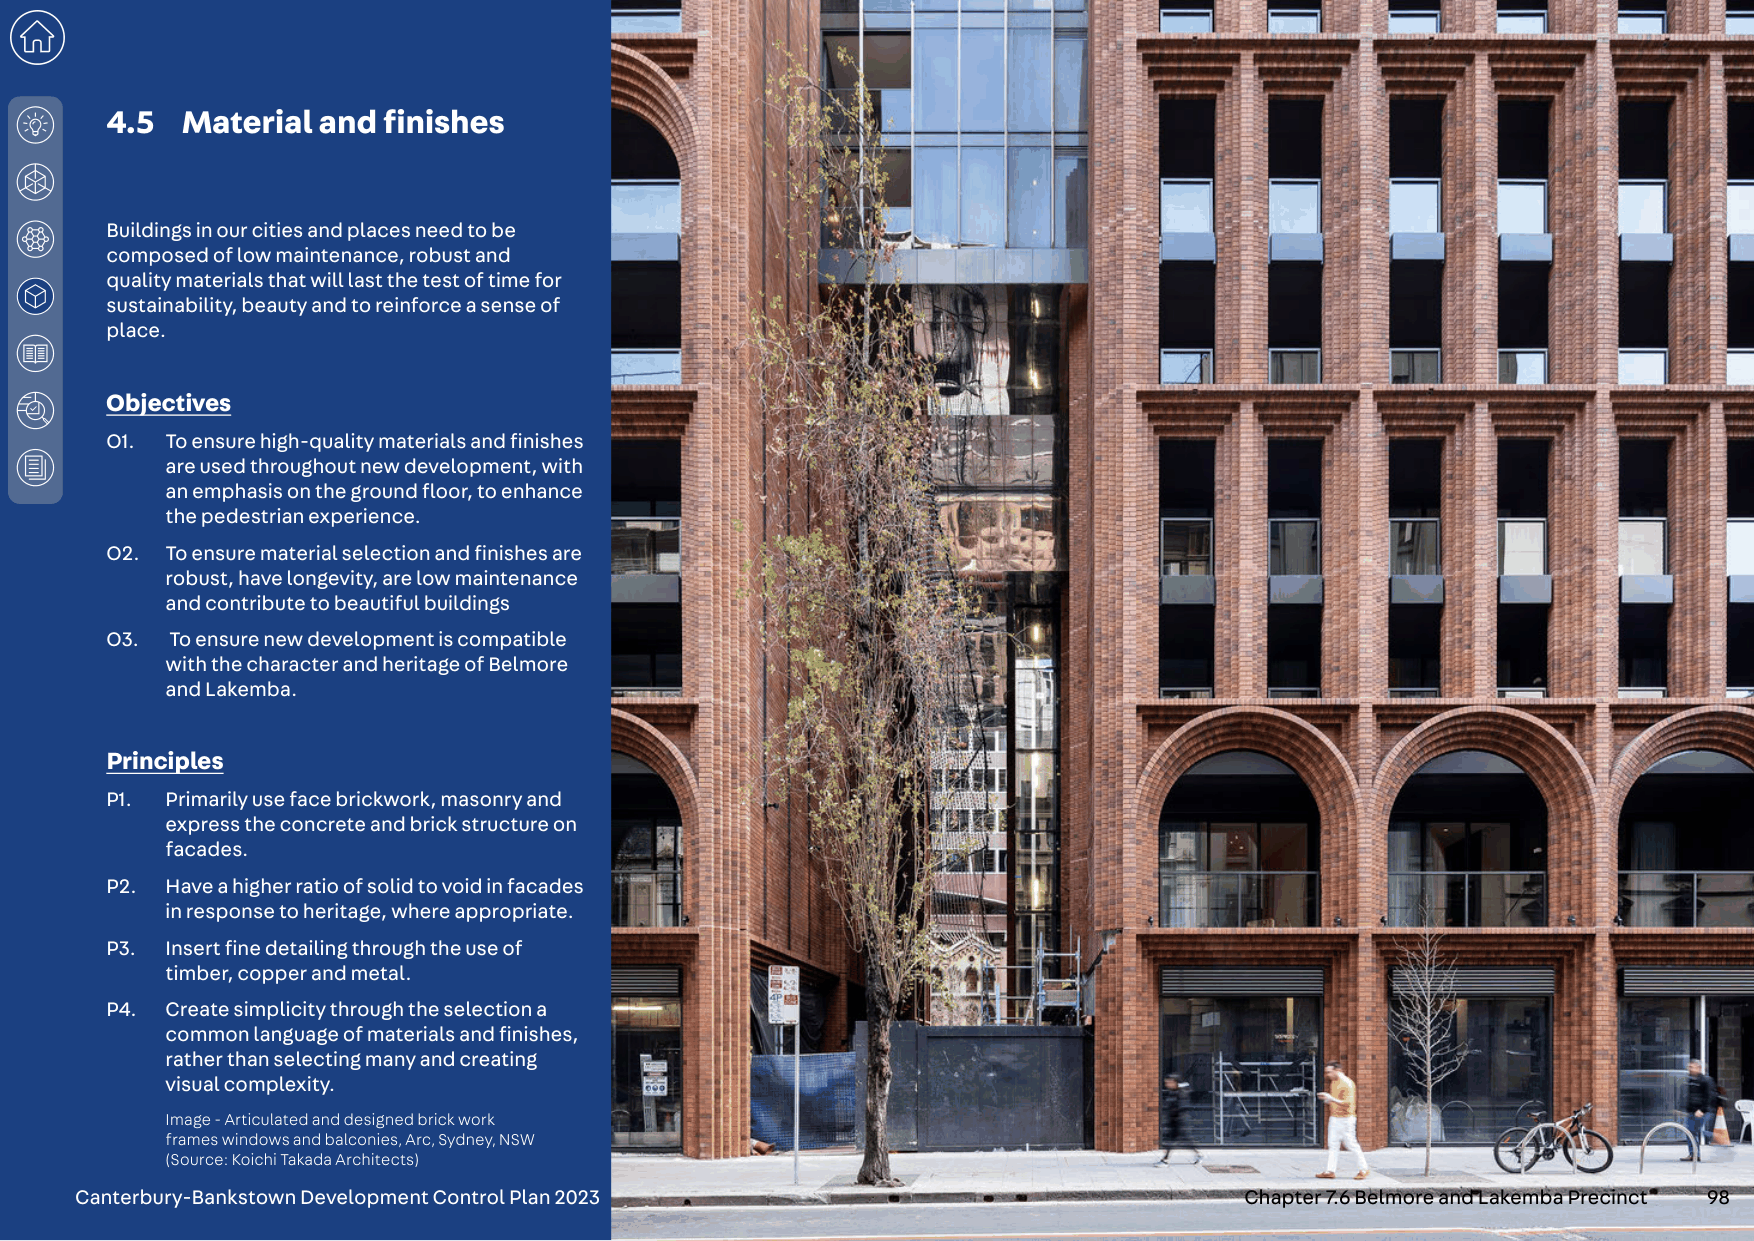 4.5 Material and finishes
Buildings in our cities and places need to be
composed of low maintenance, robust and
quality materials that will last the test of time for
sustainability, beauty and to reinforce a sense of
place.
Objectives
O1. To ensure high-quality materials and finishes
are used throughout new development, with
an emphasis on the ground floor, to enhance
the pedestrian experience.
O2. To ensure material selection and finishes are
robust, have longevity, are low maintenance
and contribute to beautiful buildings
O3. To ensure new development is compatible
with the character and heritage of Belmore
and Lakemba.
Principles
P1. Primarily use face brickwork, masonry and
express the concrete and brick structure on
facades.
P2. Have a higher ratio of solid to void in facades
in response to heritage, where appropriate.
P3. Insert fine detailing through the use of
timber, copper and metal.
P4. Create simplicity through the selection a
common language of materials and finishes,
rather than selecting many and creating
visual complexity.
Image - Articulated and designed brick work
frames windows and balconies, Arc, Sydney, NSW
(Source: Koichi Takada Architects)
Canterbury-Bankstown Development Control Plan 2023
4P
Chapter 7.6 Belmore and Lakemba Precinct 98